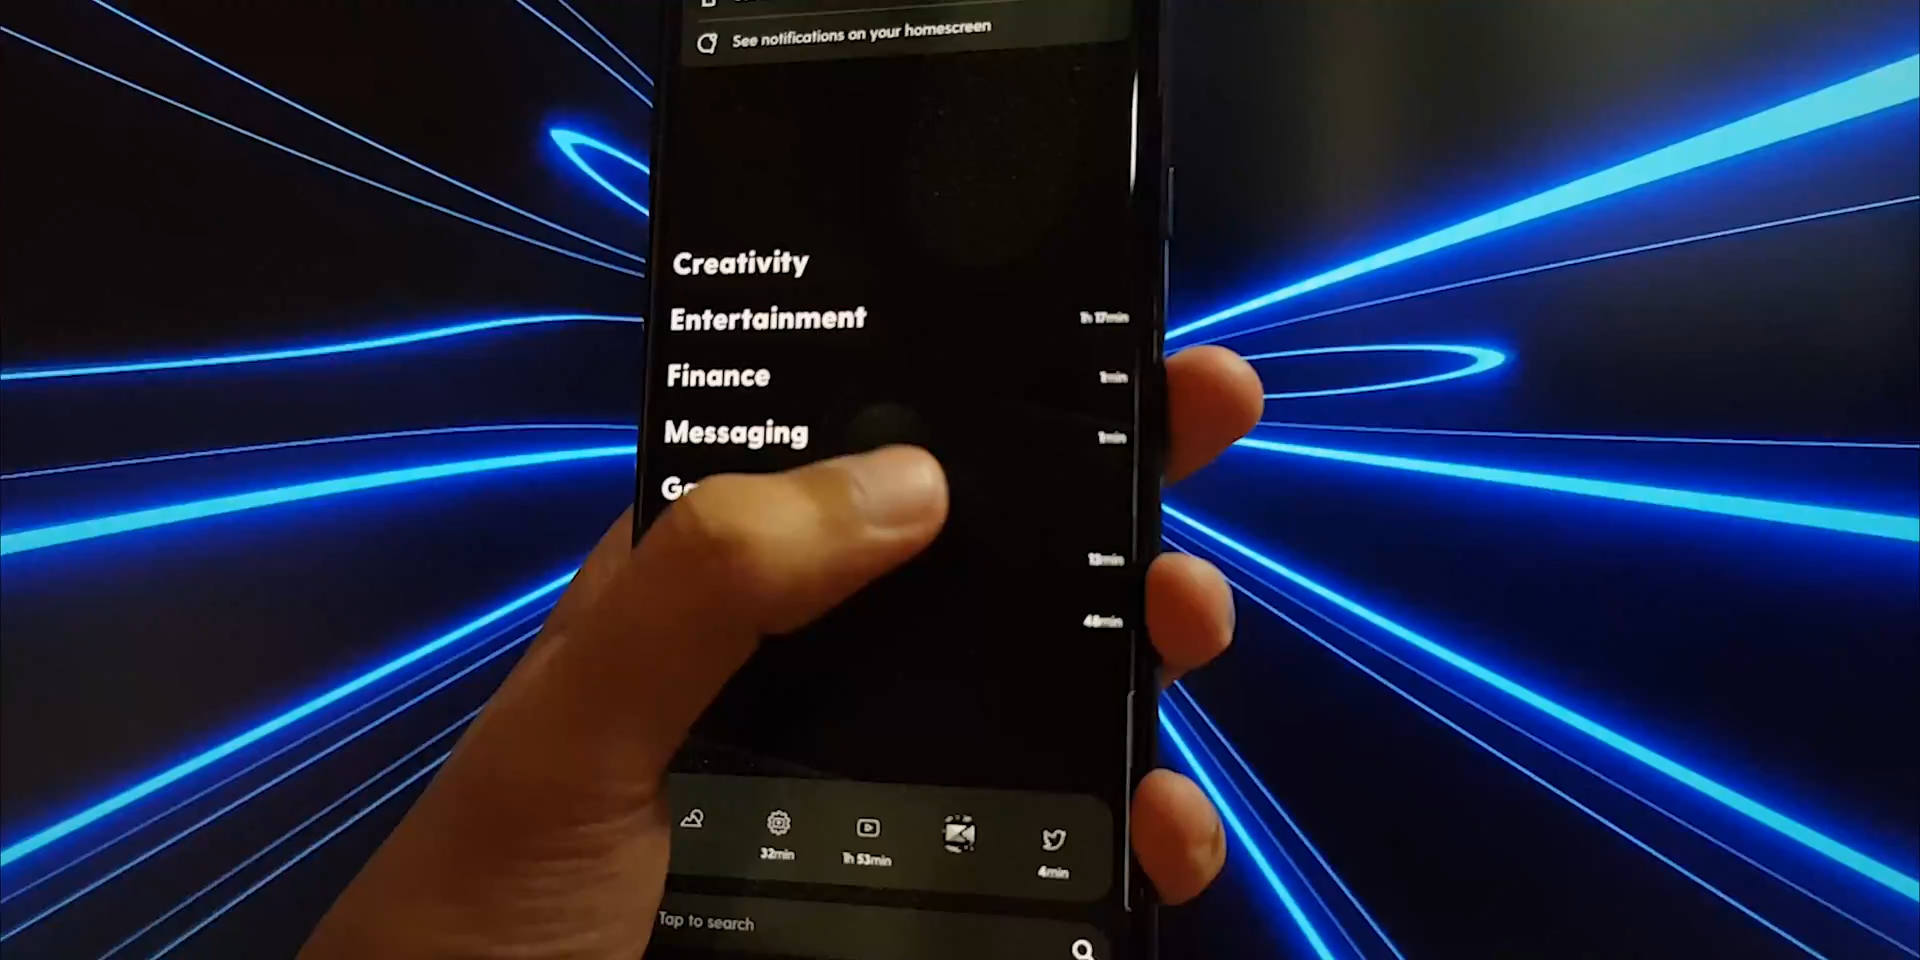 See notifications on your homescreen
Creativity
Entertainment 1h 17min
Finance 1min
Messaging 1min
13min
48min
32min
1h 53min
4min
Tap to search